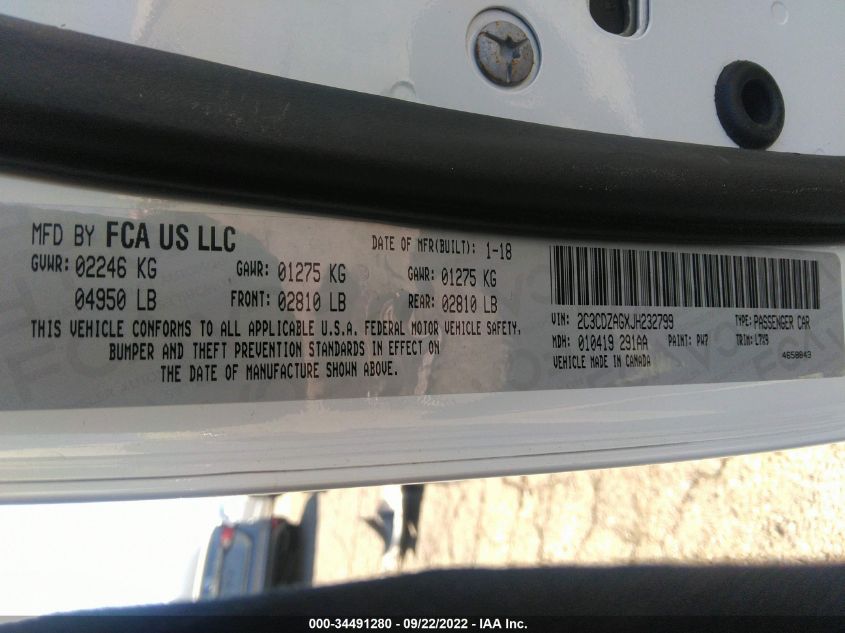 MFD BY FCA US LLC
DATE OF MFR(BUILT): 1-18
GVWR: 02246 KG
GAWR: 01275 KG
GAWR: 01275 KG
04950 LB
FRONT: 02810 LB
REAR: 02810 LB
THIS VEHICLE CONFORMS TO ALL APPLICABLE U.S.A. FEDERAL MOTOR VEHICLE SAFETY,
BUMPER AND THEFT PREVENTION STANDARDS IN EFFECT ON
THE DATE OF MANUFACTURE SHOWN ABOVE.
VIN: 2C3CDZAGXJH232799
TYPE: PASSENGER CAR
MDH: 010419 291AA
PAINT: PW7
TRIM: L7X9
VEHICLE MADE IN CANADA
4658843
000-34491280 - 09/22/2022 - IAA Inc.